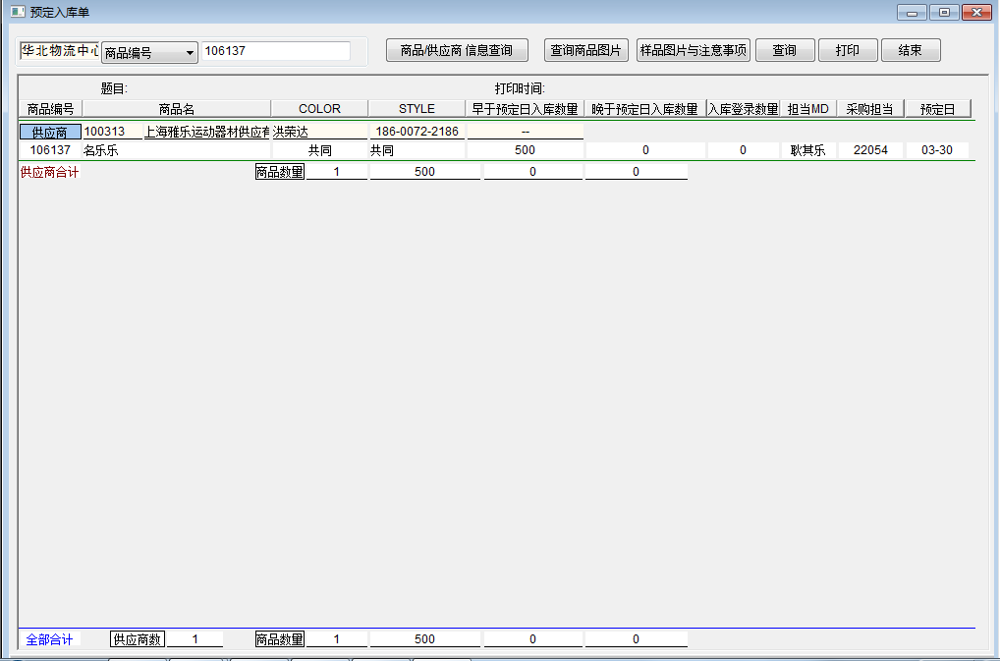 预定入库单
华北物流中心 商品编号 106137 商品/供应商 信息查询 查询商品图片 样品图片与注意事项 查询 打印 结束
题目: 打印时间:
商品编号 商品名 COLOR STYLE 早于预定日入库数量 晚于预定日入库数量 入库登录数量 担当MD 采购担当 预定日
供应商 100313 上海雅乐运动器材供应有 洪荣达 186-0072-2186 --
106137 名乐乐 共同 共同 500 0 0 耿其乐 22054 03-30
供应商合计 商品数量 1 500 0 0
全部合计 供应商数 1 商品数量 1 500 0 0